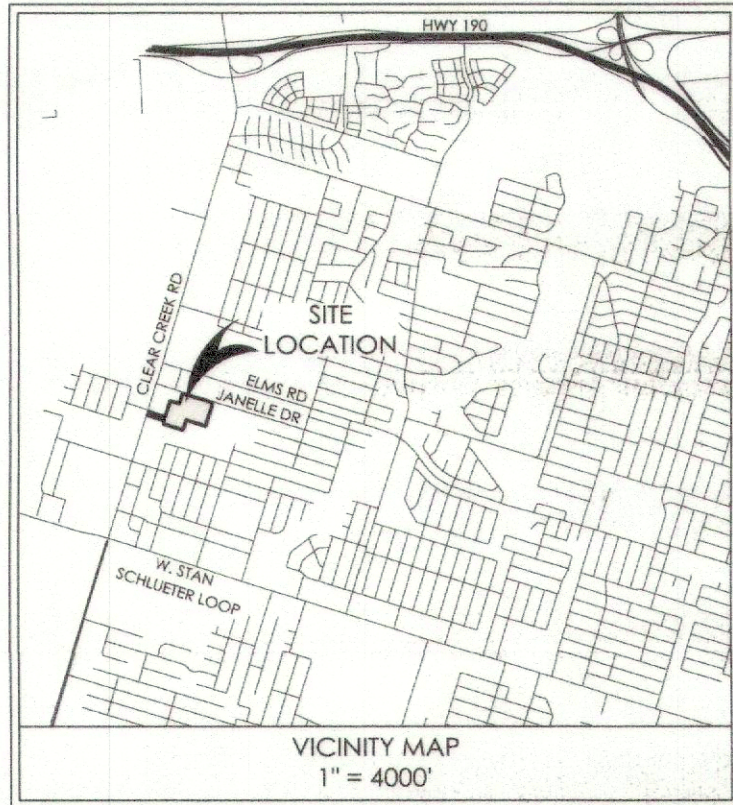 HWY 190
CLEAR CREEK RD
SITE
LOCATION
ELMS RD
JANELLE DR
W. STAN
SCHLUETER LOOP
VICINITY MAP
1" = 4000'